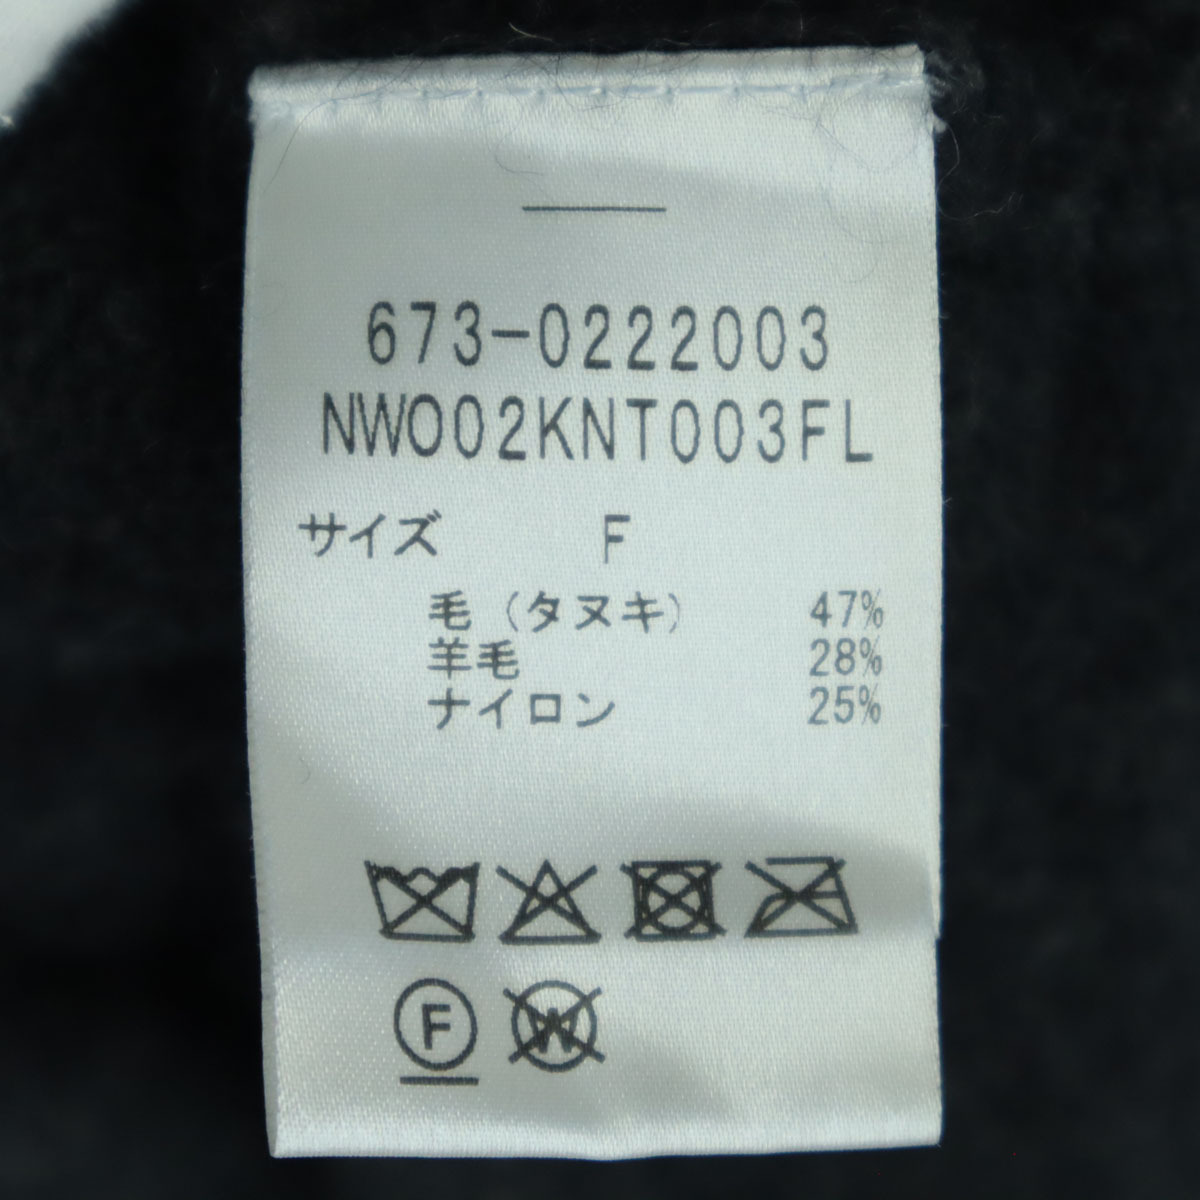 673-0222003
NW002KNT003FL
サイズ F
毛（タヌキ） 47%
羊毛 28%
ナイロン 25%
F W